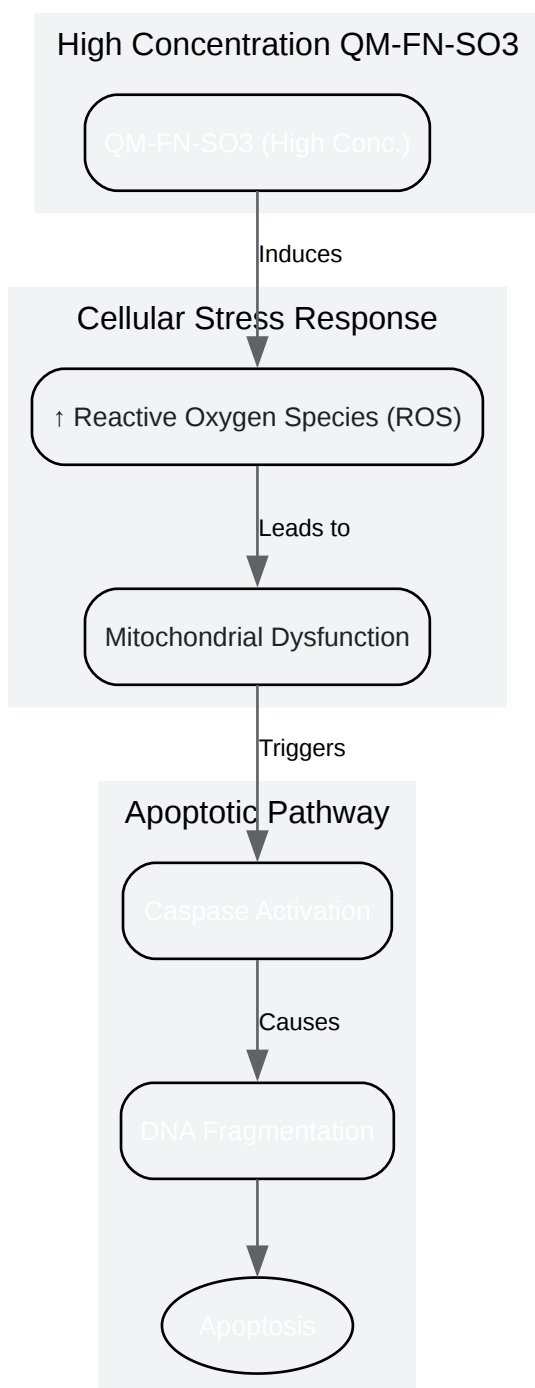 High Concentration QM-FN-SO3
QM-FN-SO3 (High Conc.)
Induces
Cellular Stress Response
↑ Reactive Oxygen Species (ROS)
Leads to
Mitochondrial Dysfunction
Triggers
Apoptotic Pathway
Caspase Activation
Causes
DNA Fragmentation
Apoptosis